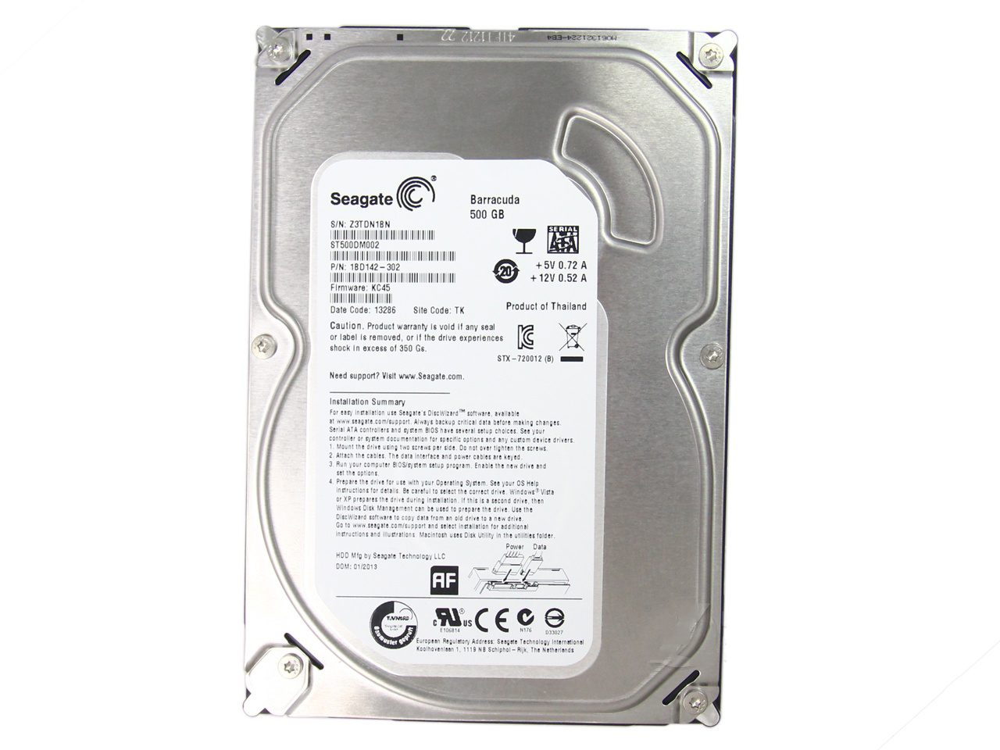 41F11212 22
M061321224-EB4
Seagate
Barracuda
500 GB
S/N: Z3TDN1BN
ST500DM002
P/N: 1BD142-302
Firmware: KC45
Date Code: 13286 Site Code: TK
SERIAL
SATA
20
+5V 0.72 A
+12V 0.52 A
Product of Thailand
Caution. Product warranty is void if any seal
or label is removed, or if the drive experiences
shock in excess of 350 Gs.
STX-720012 (B)
Need support? Visit www.Seagate.com.
Installation Summary
For easy installation use Seagate's DiscWizard™ software, available
at www.seagate.com/support. Always backup critical data before making changes.
Serial ATA controllers and system BIOS have several setup choices. See your
controller or system documentation for specific options and any custom device drivers.
1. Mount the drive using two screws per side. Do not over tighten the screws.
2. Attach the cables. The data interface and power cables are keyed.
3. Run your computer BIOS/system setup program. Enable the new drive and
set the options.
4. Prepare the drive for use with your Operating System. See your OS Help
instructions for details. Be careful to select the correct drive. Windows® Vista
or XP prepares the drive during installation. If this is a second drive, then
Windows Disk Management can be used to prepare the drive. Use the
DiscWizard software to copy data from an old drive to a new drive.
Go to www.seagate.com/support and select installation for additional
instructions and illustrations. Macintosh uses Disk Utility in the utilities folder.
Power Data
HDD Mfg by Seagate Technology LLC
DOM: 01/2013
AF
TUV NORD
Baumuster geprüft
c RU® US
E106814
CE
N176
D33027
European Regulatory Address: Seagate Technology International
Koolhovenlaan 1, 1119 NB Schiphol-Rijk, The Netherlands